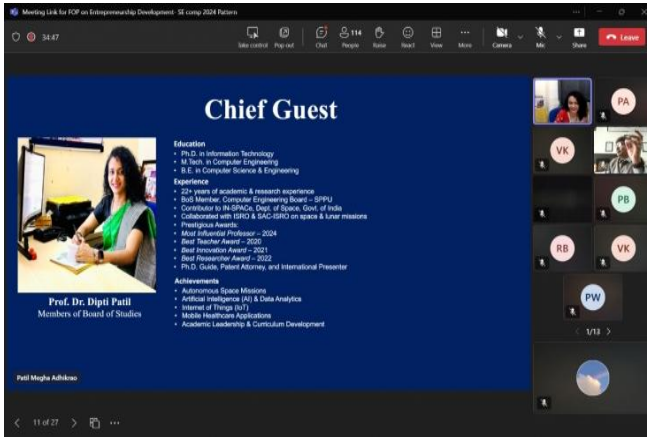 Meeting Link for FOP on Entrepreneurship Development- SE comp 2024 Pattern
34:47
Take control
Pop out
Chat
114
People
Raise
React
View
More
Camera
Mic
Share
Leave
Chief Guest
Education
• Ph.D. in Information Technology
• M.Tech. in Computer Engineering
• B.E. in Computer Science & Engineering
Experience
• 22+ years of academic & research experience
• BoS Member, Computer Engineering Board – SPPU
• Contributor to IN-SPACe, Dept. of Space, Govt. of India
• Collaborated with ISRO & SAC-ISRO on space & lunar missions
• Prestigious Awards:
• Most Influential Professor – 2024
• Best Teacher Award – 2020
• Best Innovation Award – 2021
• Best Researcher Award – 2022
• Ph.D. Guide, Patent Attorney, and International Presenter
Achievements
• Autonomous Space Missions
• Artificial Intelligence (AI) & Data Analytics
• Internet of Things (IoT)
• Mobile Healthcare Applications
• Academic Leadership & Curriculum Development
Prof. Dr. Dipti Patil
Members of Board of Studies
Patil Megha Adhikrao
PA
VK
PB
RB
VK
PW
1/13
11 of 27